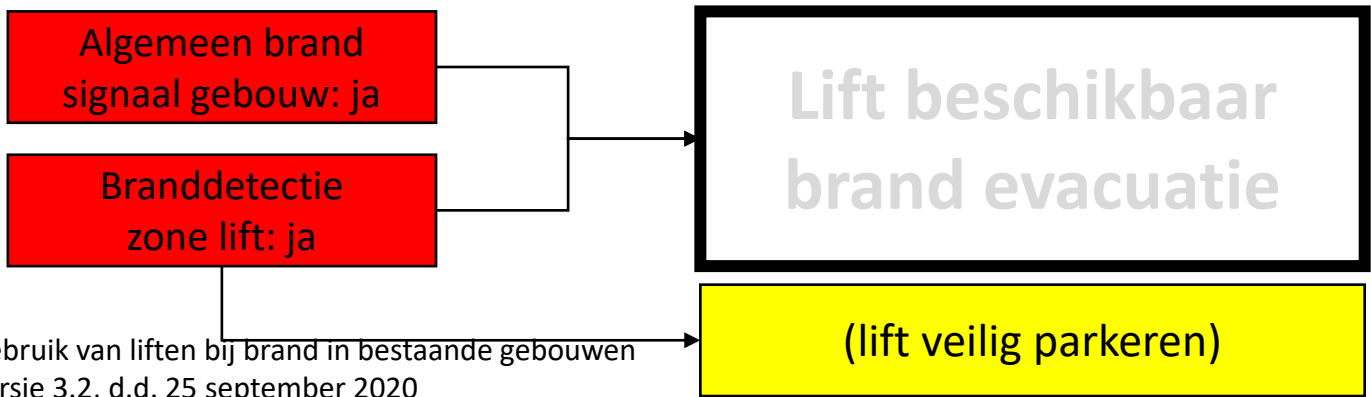 Algemeen brand
signaal gebouw: ja
Lift beschikbaar
brand evacuatie
Branddetectie
zone lift: ja
(lift veilig parkeren)
ebruik van liften bij brand in bestaande gebouwen
rsie 3.2, d.d. 25 september 2020